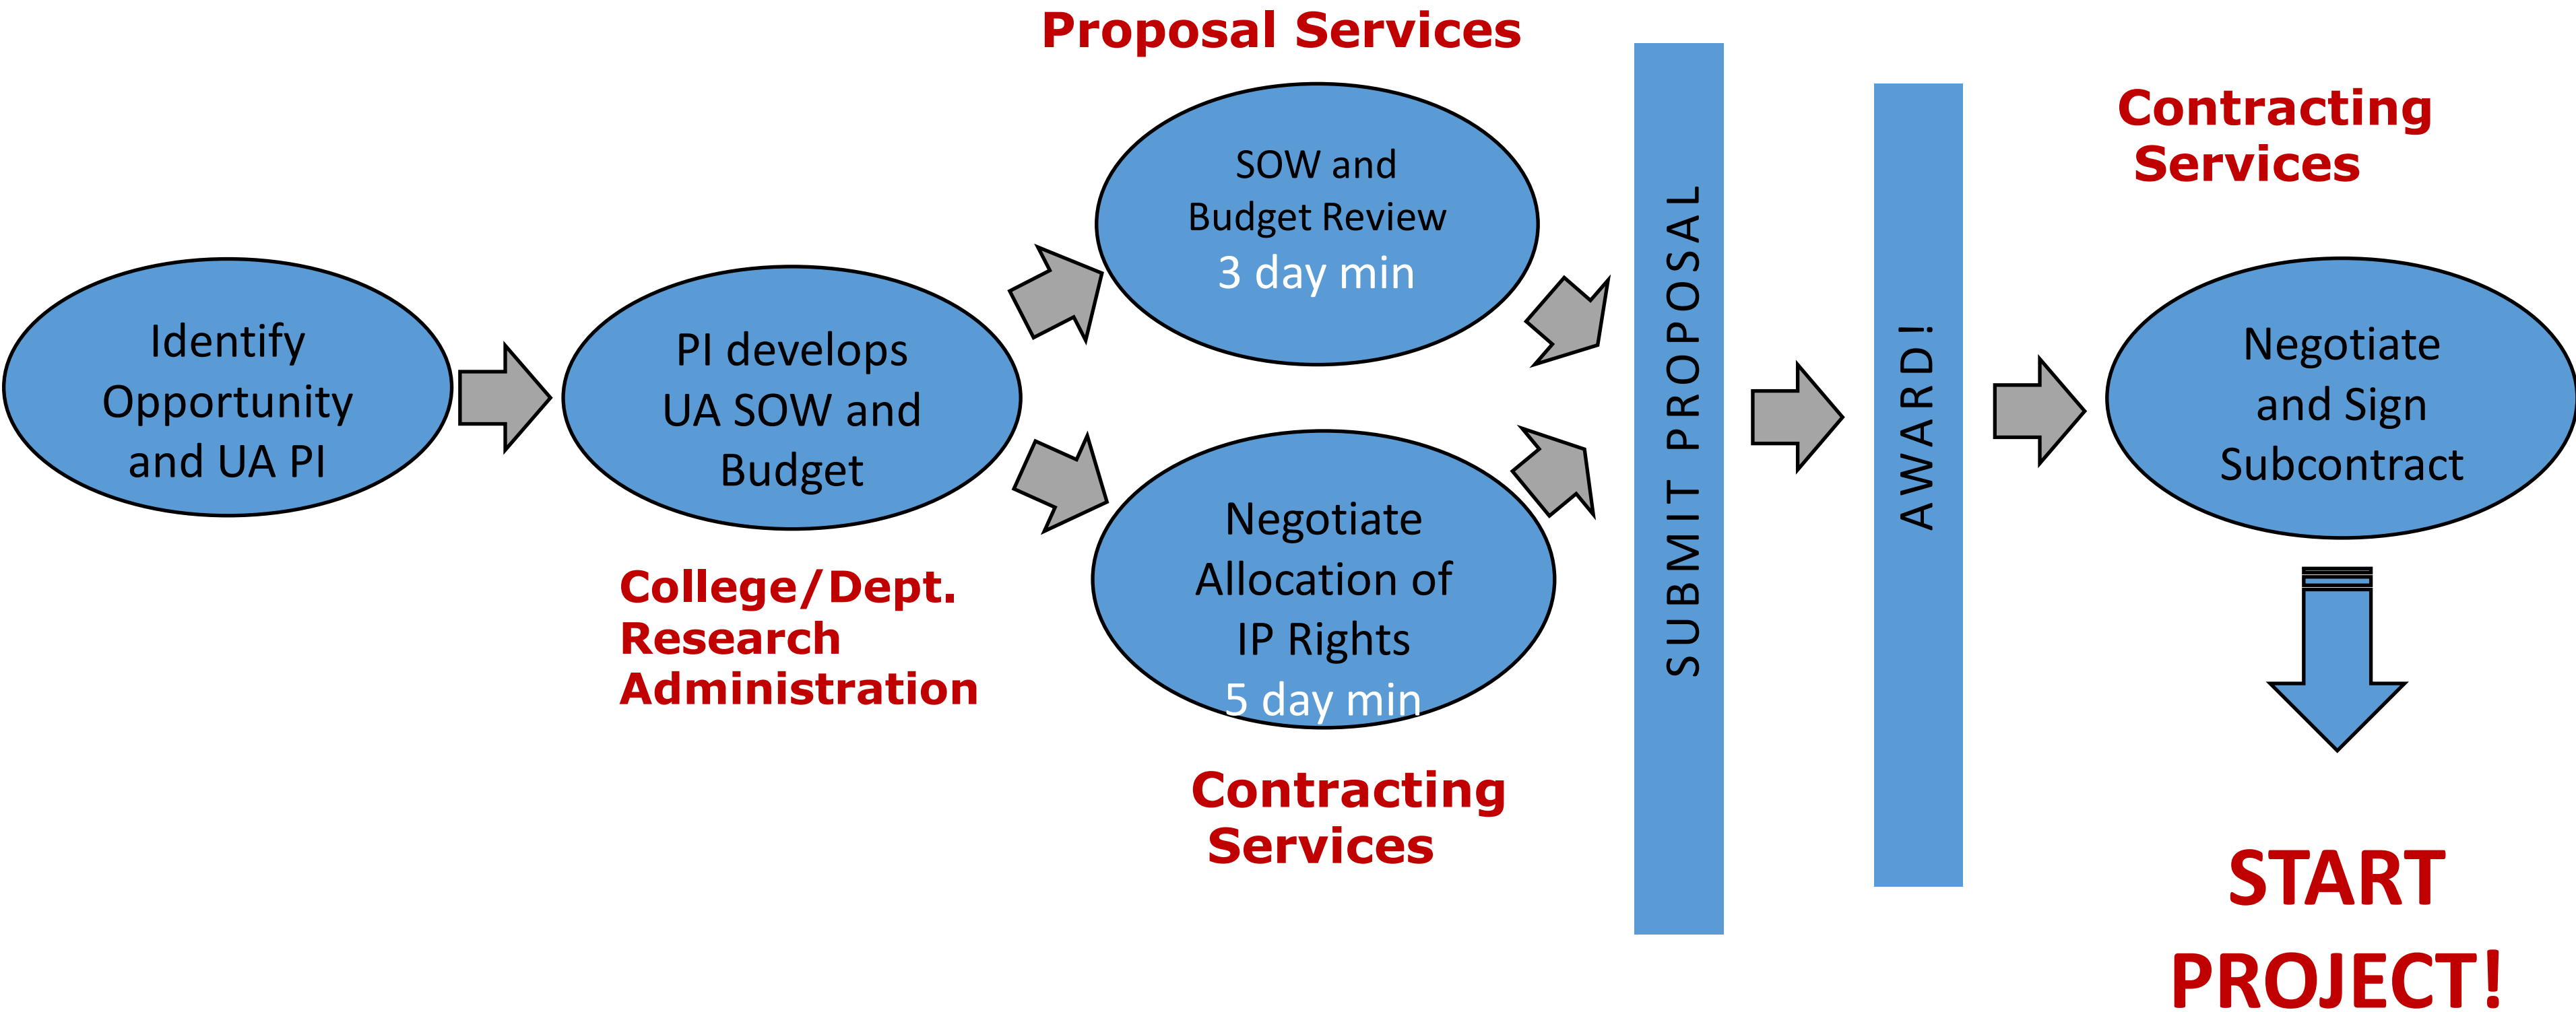 Identify
Opportunity
and UA PI
PI develops
UA SOW and
Budget
College/Dept.
Research
Administration
Proposal Services
SOW and
Budget Review
3 day min
Negotiate
Allocation of
IP Rights
5 day min
Contracting
Services
SUBMIT PROPOSAL
AWARD!
Contracting
Services
Negotiate
and Sign
Subcontract
START
PROJECT!